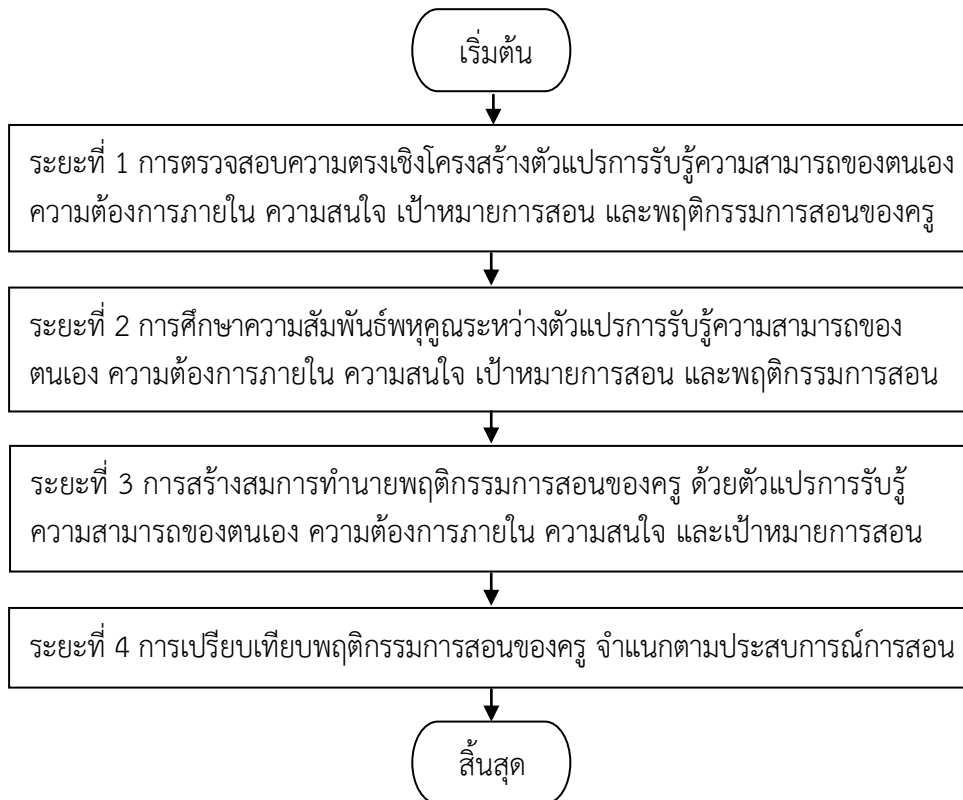 เริ่มต้น
ระยะที่ 1 การตรวจสอบความตรงเชิงโครงสร้างตัวแปรการรับรู้ความสามารถของตนเอง
ความต้องการภายใน ความสนใจ เป้าหมายการสอน และพฤติกรรมการสอนของครู
ระยะที่ 2 การศึกษาความสัมพันธ์พหุคูณระหว่างตัวแปรการรับรู้ความสามารถของ
ตนเอง ความต้องการภายใน ความสนใจ เป้าหมายการสอน และพฤติกรรมการสอน
ระยะที่ 3 การสร้างสมการทำนายพฤติกรรมการสอนของครู ด้วยตัวแปรการรับรู้
ความสามารถของตนเอง ความต้องการภายใน ความสนใจ และเป้าหมายการสอน
ระยะที่ 4 การเปรียบเทียบพฤติกรรมการสอนของครู จำแนกตามประสบการณ์การสอน
สิ้นสุด